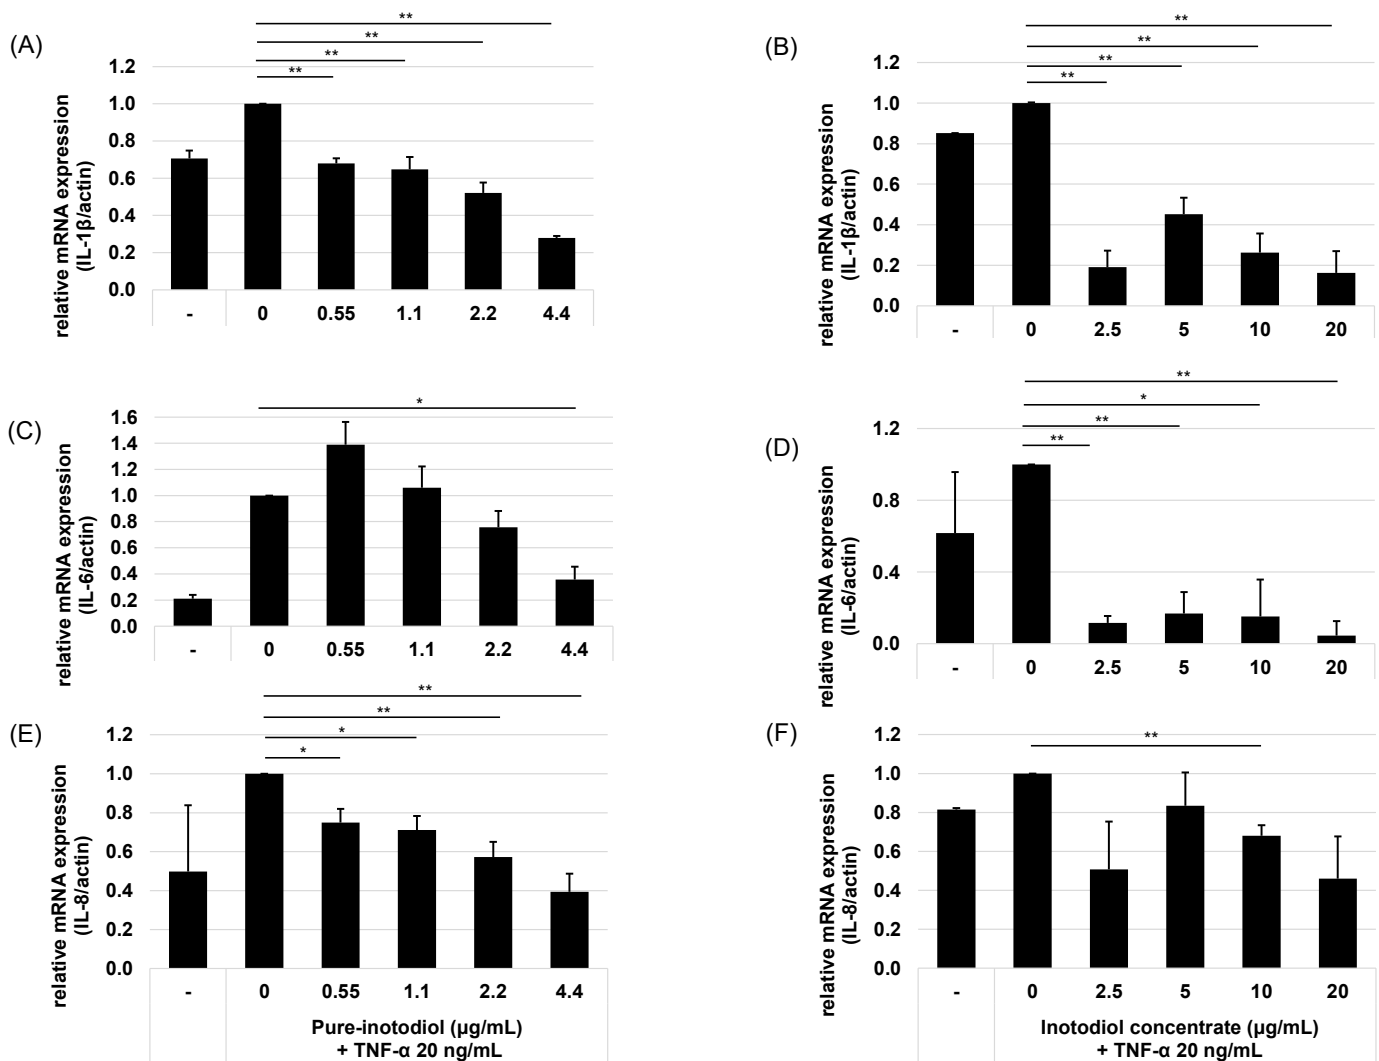 (A)
**
**
**
**
relative mRNA expression
(IL-1β/actin)
1.2
1.0
0.8
0.6
0.4
0.2
0.0
- 0 0.55 1.1 2.2 4.4
(B)
**
**
**
**
relative mRNA expression
(IL-1β/actin)
1.2
1.0
0.8
0.6
0.4
0.2
0.0
- 0 2.5 5 10 20
(C)
*
relative mRNA expression
(IL-6/actin)
1.6
1.4
1.2
1.0
0.8
0.6
0.4
0.2
0.0
- 0 0.55 1.1 2.2 4.4
(D)
**
*
**
**
relative mRNA expression
(IL-6/actin)
1.2
0.8
0.4
0.0
- 0 2.5 5 10 20
(E)
**
**
*
*
relative mRNA expression
(IL-8/actin)
1.2
1.0
0.8
0.6
0.4
0.2
0.0
- 0 0.55 1.1 2.2 4.4
Pure-inotodiol (μg/mL)
+ TNF-α 20 ng/mL
(F)
**
relative mRNA expression
(IL-8/actin)
1.2
1.0
0.8
0.6
0.4
0.2
0.0
- 0 2.5 5 10 20
Inotodiol concentrate (μg/mL)
+ TNF-α 20 ng/mL